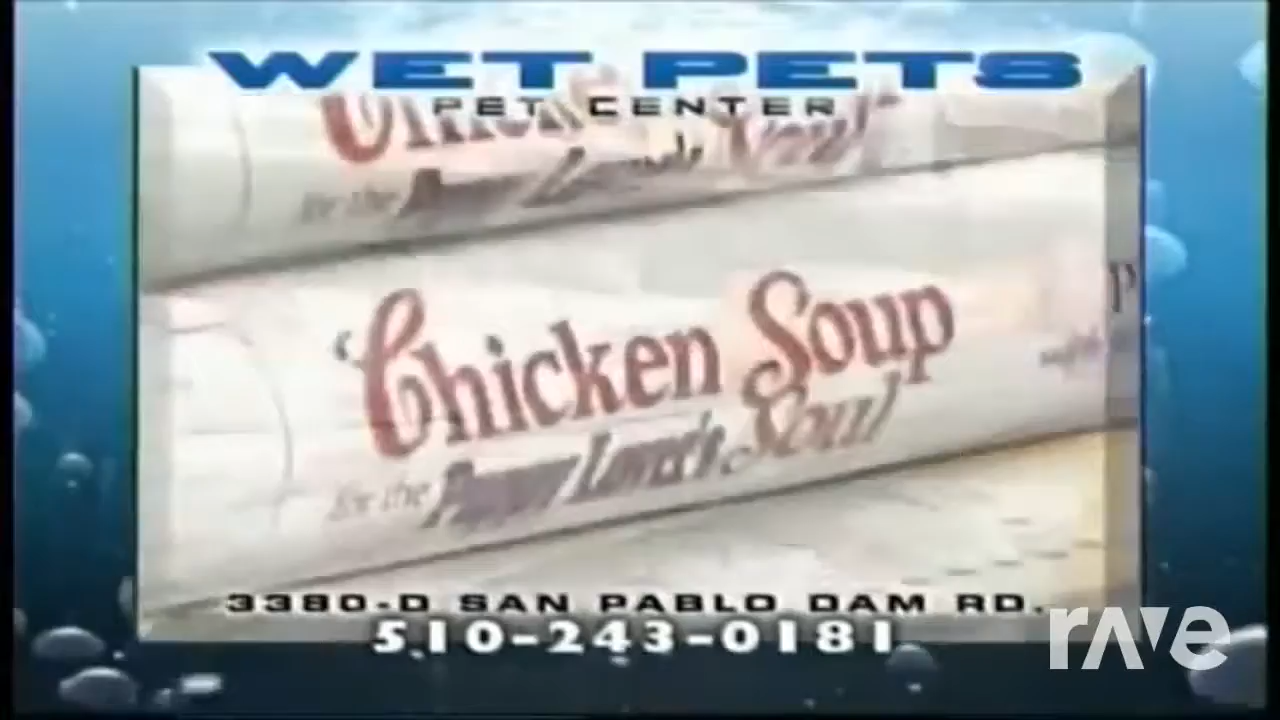 WET PETS
PET CENTER
Chicken Soup
for the Puppy Lover's Soul
Chicken Soup
for the Puppy Lover's Soul
3380-D SAN PABLO DAM RD.
510-243-0181
rave